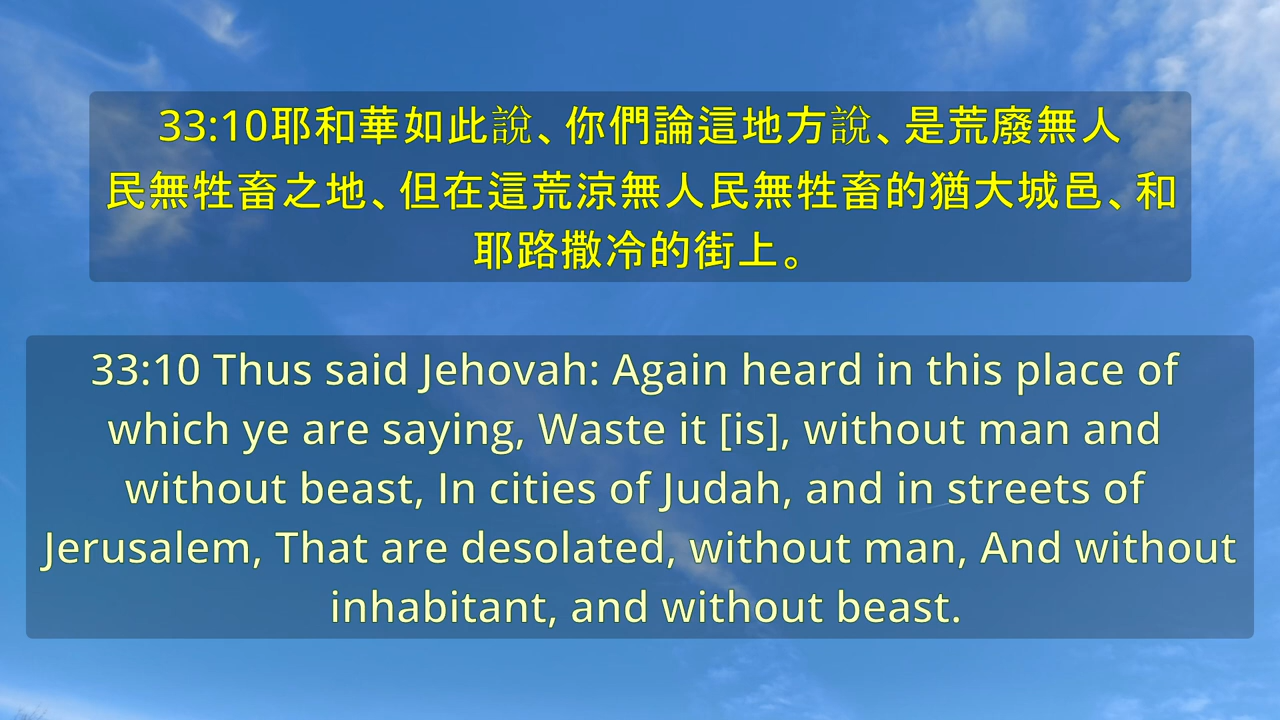 33:10耶和華如此說、你們論這地方說、是荒廢無人
民無牲畜之地、但在這荒涼無人民無牲畜的猶大城邑、和
耶路撒冷的街上。
33:10 Thus said Jehovah: Again heard in this place of
which ye are saying, Waste it [is], without man and
without beast, In cities of Judah, and in streets of
Jerusalem, That are desolated, without man, And without
inhabitant, and without beast.